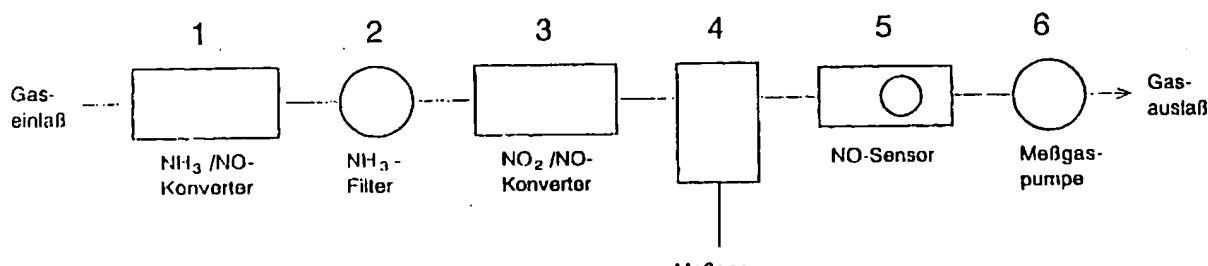 1 2 3 4 5 6
Gas-
einlaß
Gas-
auslaß
NH₃ /NO-
Konverter
NH₃ -
Filter
NO₂ /NO-
Konverter
NO-Sensor
Meßgas-
pumpe